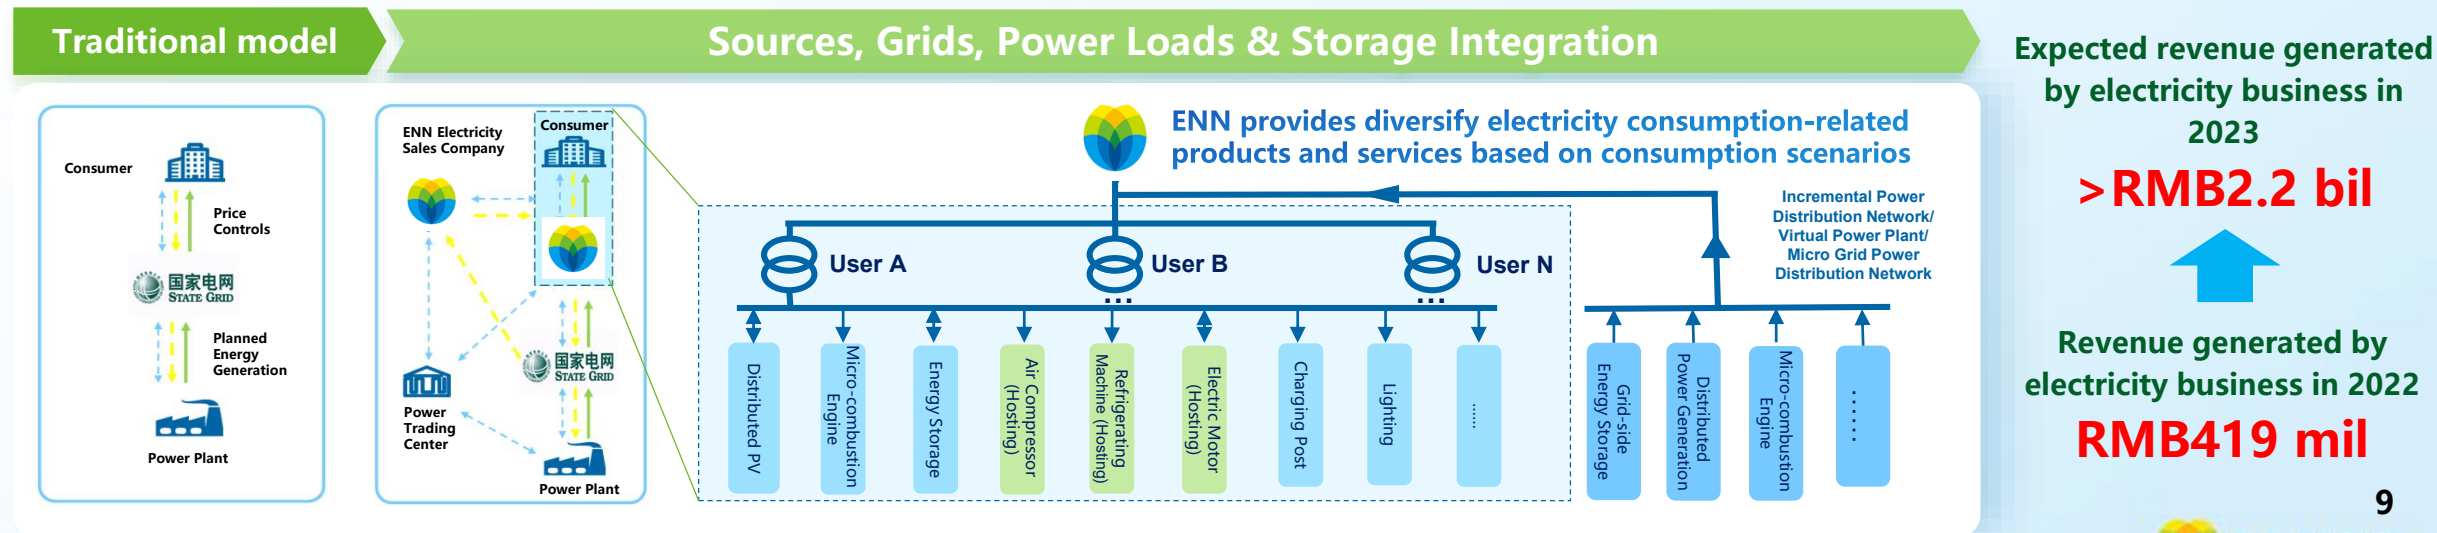 Traditional model
Sources, Grids, Power Loads & Storage Integration
Consumer
Price
Controls
国家电网
STATE GRID
Planned
Energy
Generation
Power Plant
ENN Electricity
Sales Company
Consumer
国家电网
STATE GRID
Power
Trading
Center
Power Plant
ENN provides diversify electricity consumption-related
products and services based on consumption scenarios
User A
User B
User N
...
...
Distributed PV
Micro-combustion
Engine
Energy Storage
Air Compressor
(Hosting)
Refrigerating
Machine (Hosting)
Electric Motor
(Hosting)
Charging Post
Lighting
......
Incremental Power
Distribution Network/
Virtual Power Plant/
Micro Grid Power
Distribution Network
Grid-side
Energy Storage
Distributed
Power Generation
Micro-combustion
Engine
......
Expected revenue generated
by electricity business in
2023
>RMB2.2 bil
Revenue generated by
electricity business in 2022
RMB419 mil
9